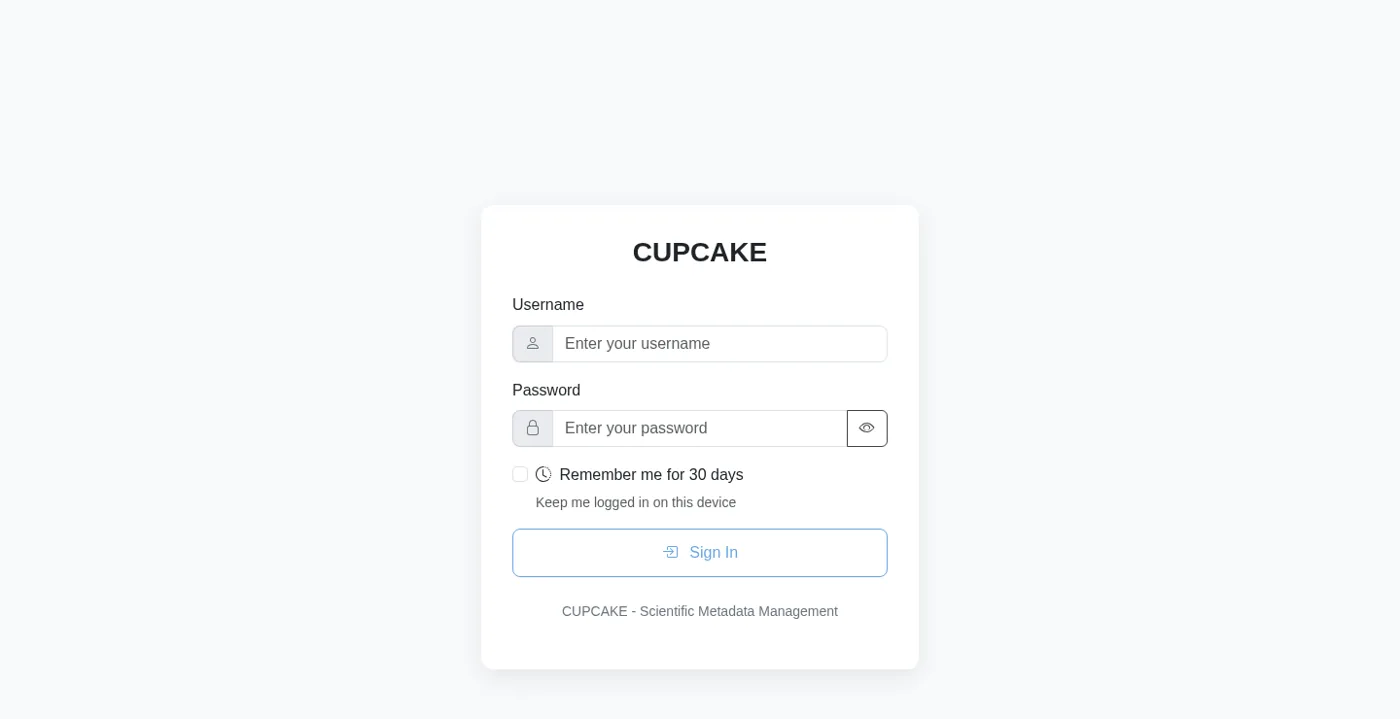 CUPCAKE
Username
Enter your username
Password
Enter your password
Remember me for 30 days
Keep me logged in on this device
Sign In
CUPCAKE - Scientific Metadata Management